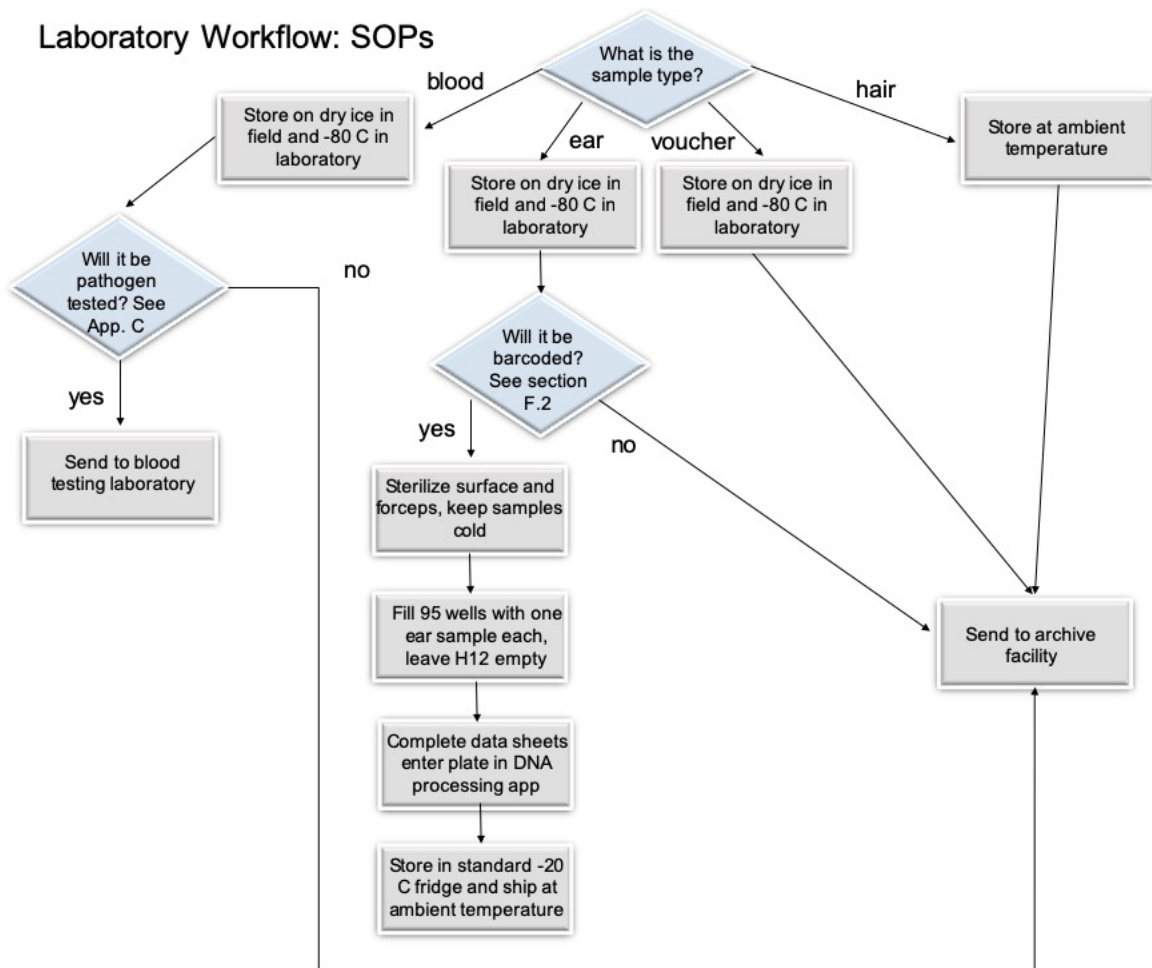 Laboratory Workflow: SOPs
What is the
sample type?
blood
hair
ear
voucher
Store on dry ice in
field and -80 C in
laboratory
Store at ambient
temperature
Store on dry ice in
field and -80 C in
laboratory
Store on dry ice in
field and -80 C in
laboratory
Will it be
pathogen
tested? See
App. C
no
yes
Send to blood
testing laboratory
Will it be
barcoded?
See section
F.2
yes
no
Sterilize surface and
forceps, keep samples
cold
Fill 95 wells with one
ear sample each,
leave H12 empty
Send to archive
facility
Complete data sheets
enter plate in DNA
processing app
Store in standard -20
C fridge and ship at
ambient temperature